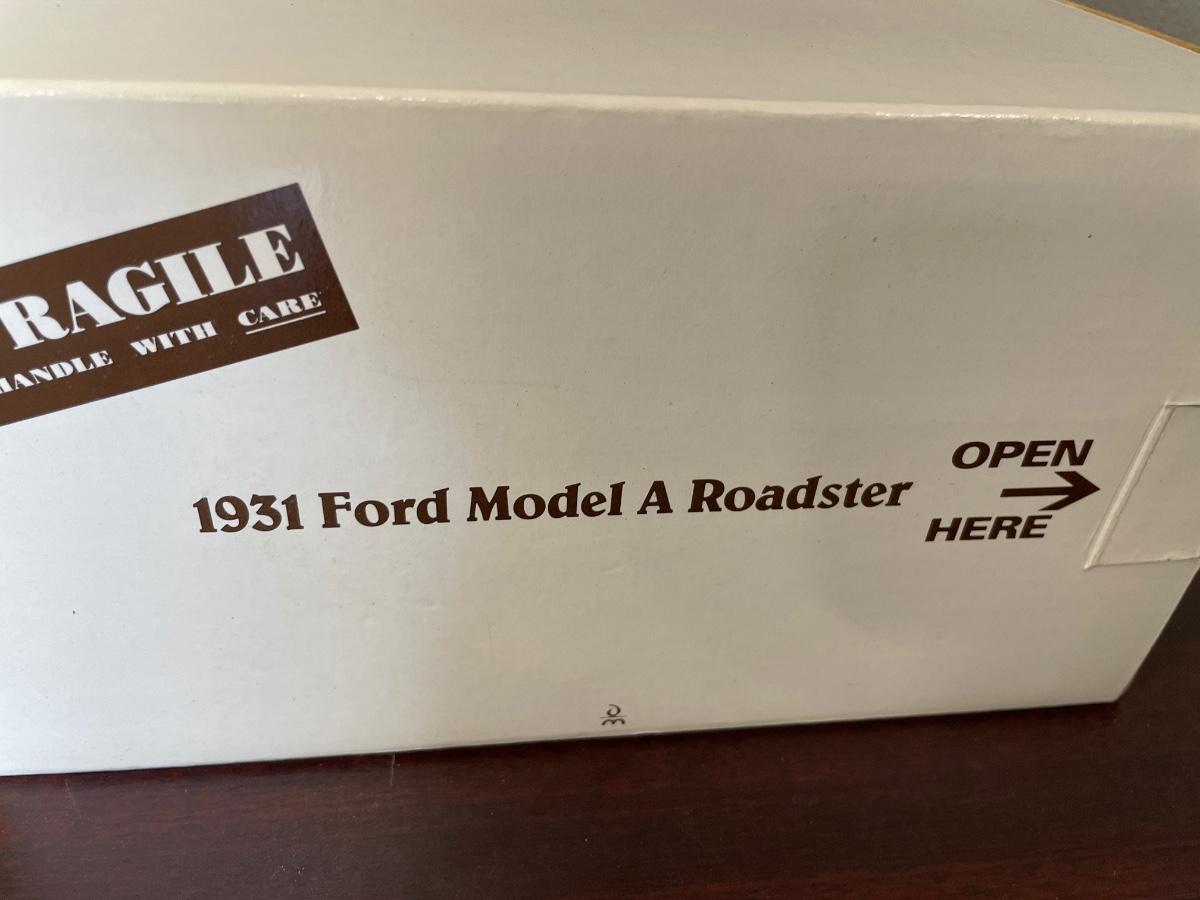 RAGILE
HANDLE WITH CARE
1931 Ford Model A Roadster
OPEN
HERE